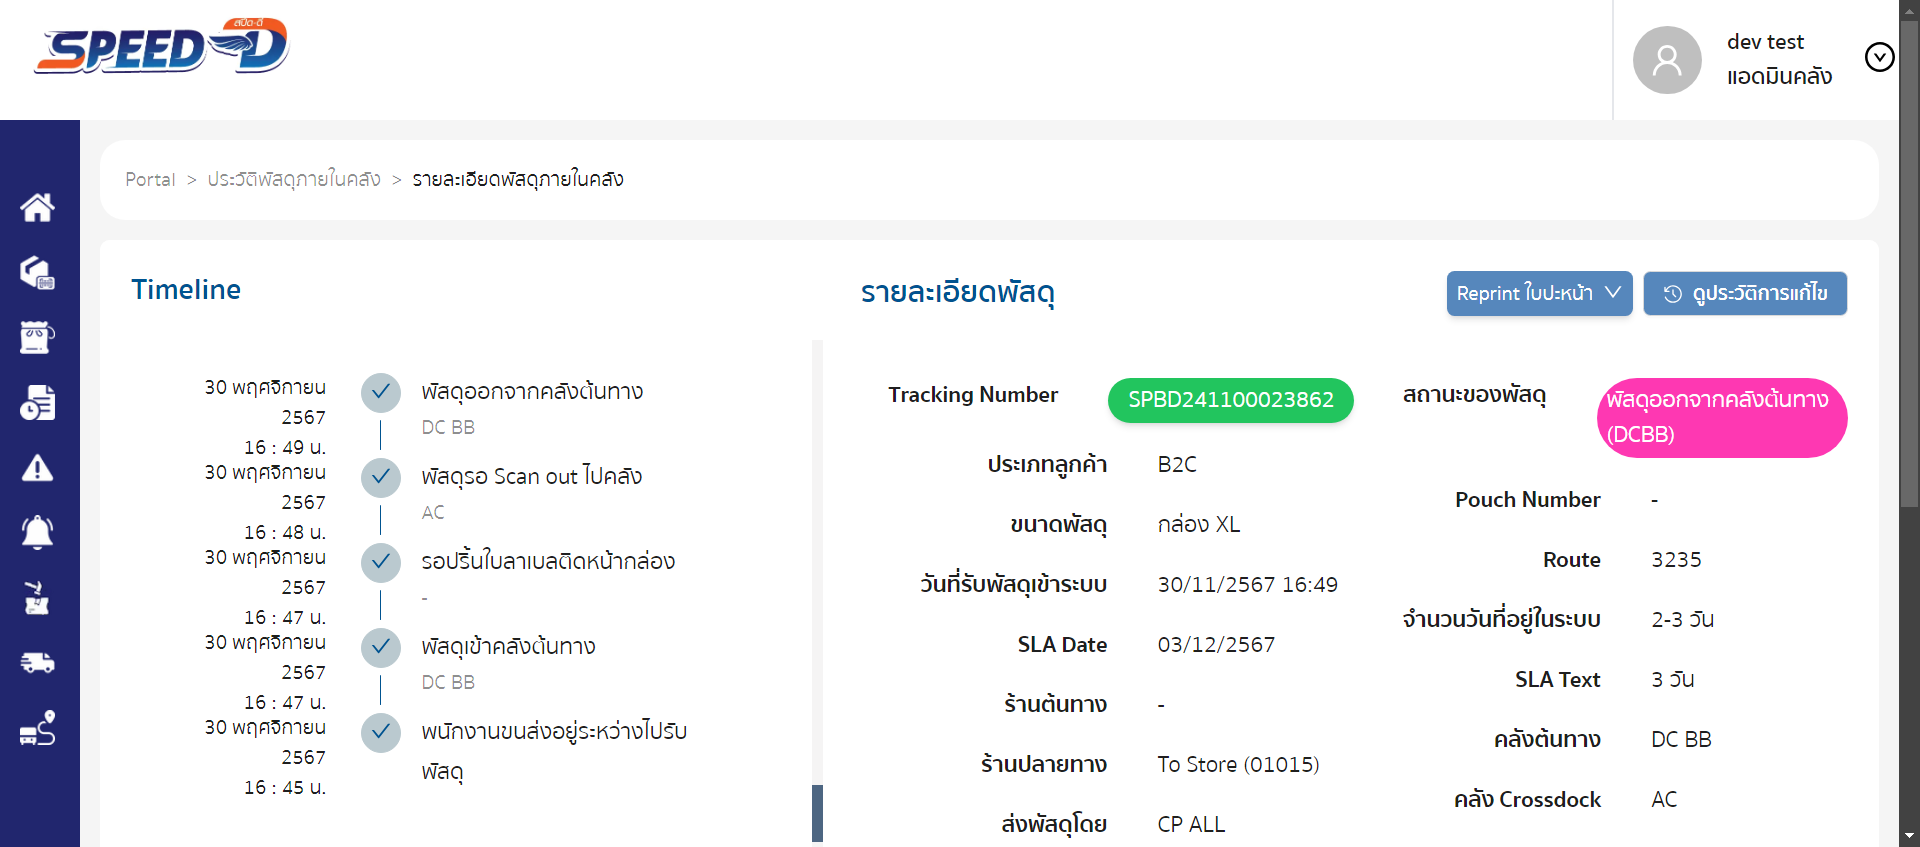 สปีด-ดี
SPEED-D
dev test
แอดมินคลัง
Portal > ประวัติพัสดุภายในคลัง > รายละเอียดพัสดุภายในคลัง
Timeline
30 พฤศจิกายน
2567
16 : 49 น.
พัสดุออกจากคลังต้นทาง
DC BB
30 พฤศจิกายน
2567
16 : 48 น.
พัสดุรอ Scan out ไปคลัง
AC
30 พฤศจิกายน
2567
16 : 47 น.
รอปริ้นใบลาเบลติดหน้ากล่อง
-
30 พฤศจิกายน
2567
16 : 47 น.
พัสดุเข้าคลังต้นทาง
DC BB
30 พฤศจิกายน
2567
16 : 45 น.
พนักงานขนส่งอยู่ระหว่างไปรับ
พัสดุ
รายละเอียดพัสดุ
Reprint ใบปะหน้า
ดูประวัติการแก้ไข
Tracking Number SPBD241100023862
ประเภทลูกค้า B2C
ขนาดพัสดุ กล่อง XL
วันที่รับพัสดุเข้าระบบ 30/11/2567 16:49
SLA Date 03/12/2567
ร้านต้นทาง -
ร้านปลายทาง To Store (01015)
ส่งพัสดุโดย CP ALL
สถานะของพัสดุ พัสดุออกจากคลังต้นทาง
(DCBB)
Pouch Number -
Route 3235
จำนวนวันที่อยู่ในระบบ 2-3 วัน
SLA Text 3 วัน
คลังต้นทาง DC BB
คลัง Crossdock AC